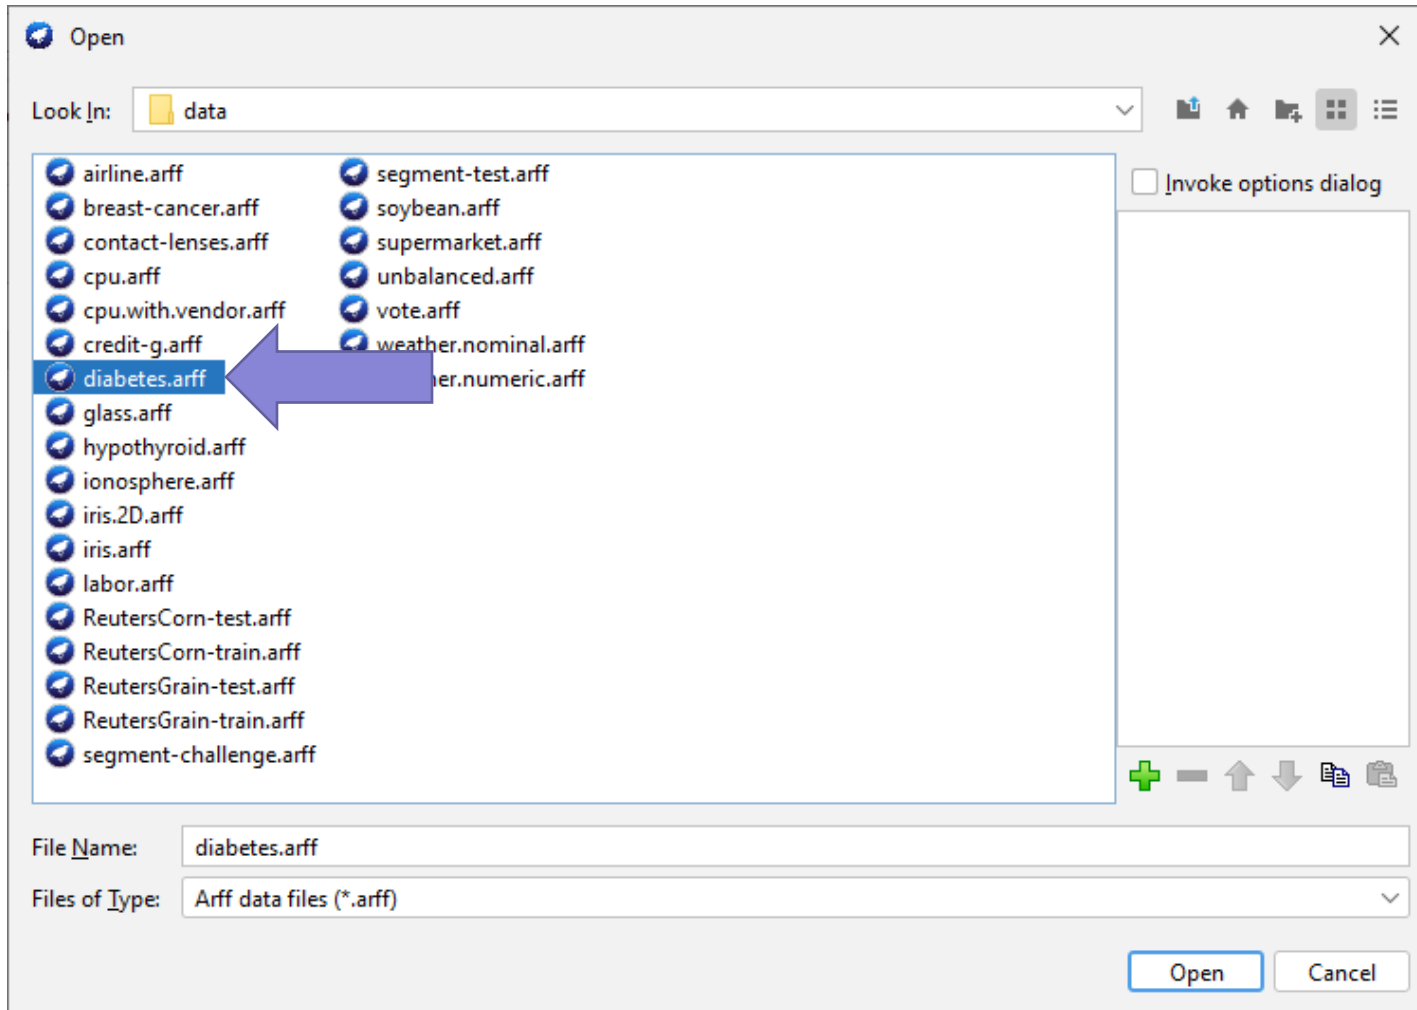 Open
Look In: data
airline.arff
breast-cancer.arff
contact-lenses.arff
cpu.arff
cpu.with.vendor.arff
credit-g.arff
diabetes.arff
glass.arff
hypothyroid.arff
ionosphere.arff
iris.2D.arff
iris.arff
labor.arff
ReutersCorn-test.arff
ReutersCorn-train.arff
ReutersGrain-test.arff
ReutersGrain-train.arff
segment-challenge.arff
segment-test.arff
soybean.arff
supermarket.arff
unbalanced.arff
vote.arff
weather.nominal.arff
er.numeric.arff
Invoke options dialog
File Name: diabetes.arff
Files of Type: Arff data files (*.arff)
Open Cancel